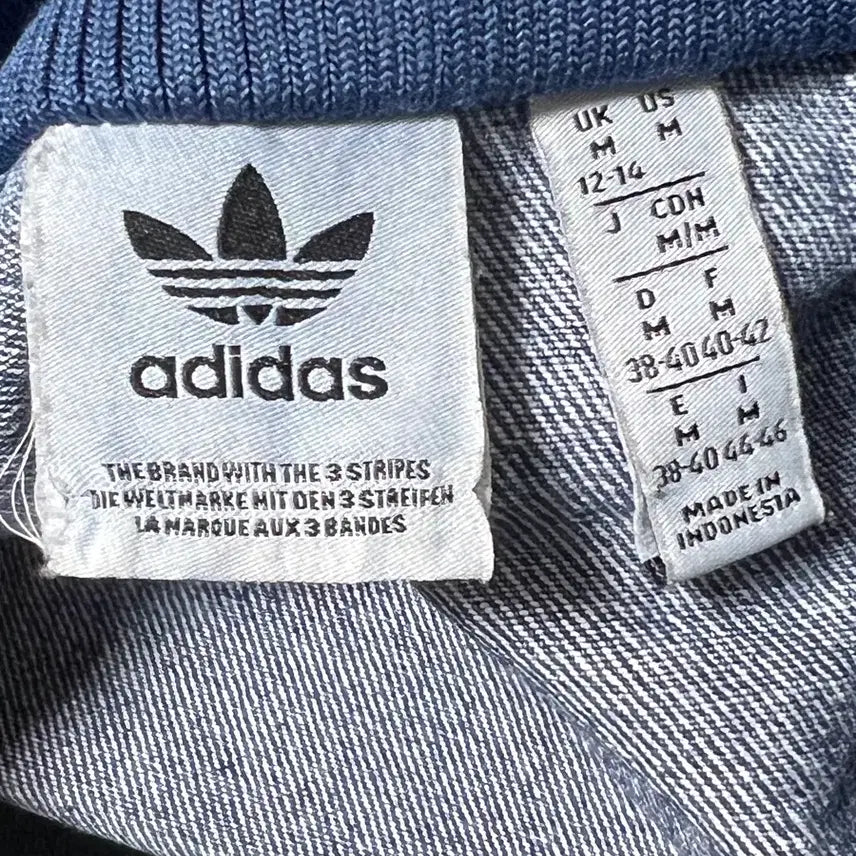 adidas
THE BRAND WITH THE 3 STRIPES
DIE WELTMARKE MIT DEN 3 STREIFEN
LA MARQUE AUX 3 BANDES
UK US
M M
12-14
J CDH
M/M
D F
M M
38-40 40-42
E I
M M
38-40 44-46
MADE IN
INDONESIA